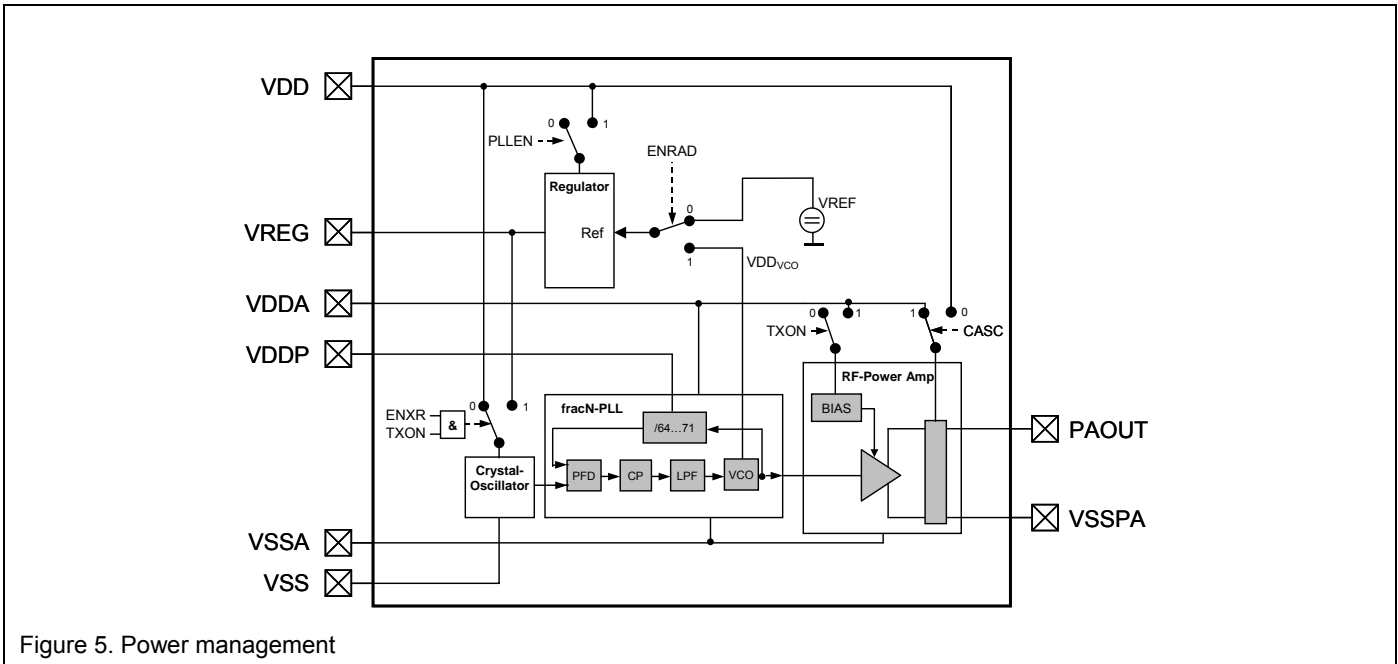 VDD
0
1
PLLEN
ENRAD
Regulator
0
VREF
VREG
Ref
1
VDDVCO
VDDA
0
1
1
0
TXON
CASC
VDDP
RF-Power Amp
ENXR
TXON
&
0
1
fracN-PLL
BIAS
/64...71
PAOUT
Crystal-
Oscillator
PFD
CP
LPF
VCO
VSSPA
VSSA
VSS
Figure 5. Power management